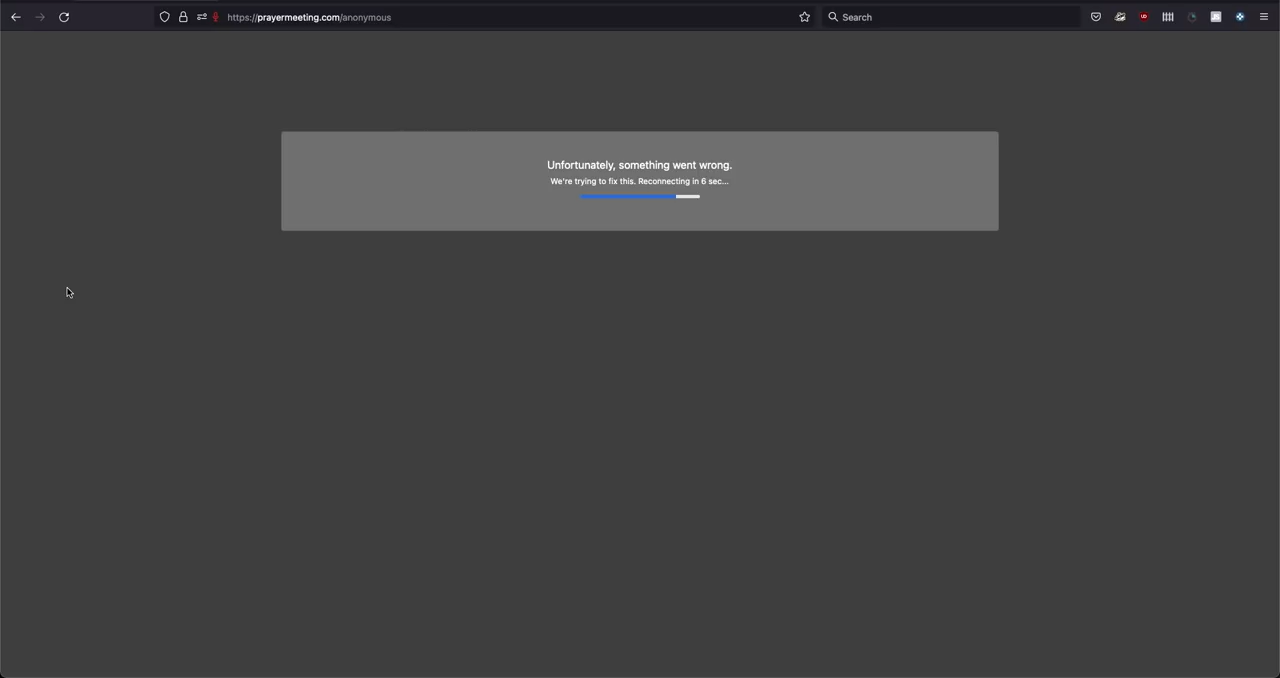 https://prayermeeting.com/anonymous
Search
Unfortunately, something went wrong.
We're trying to fix this. Reconnecting in 6 sec...